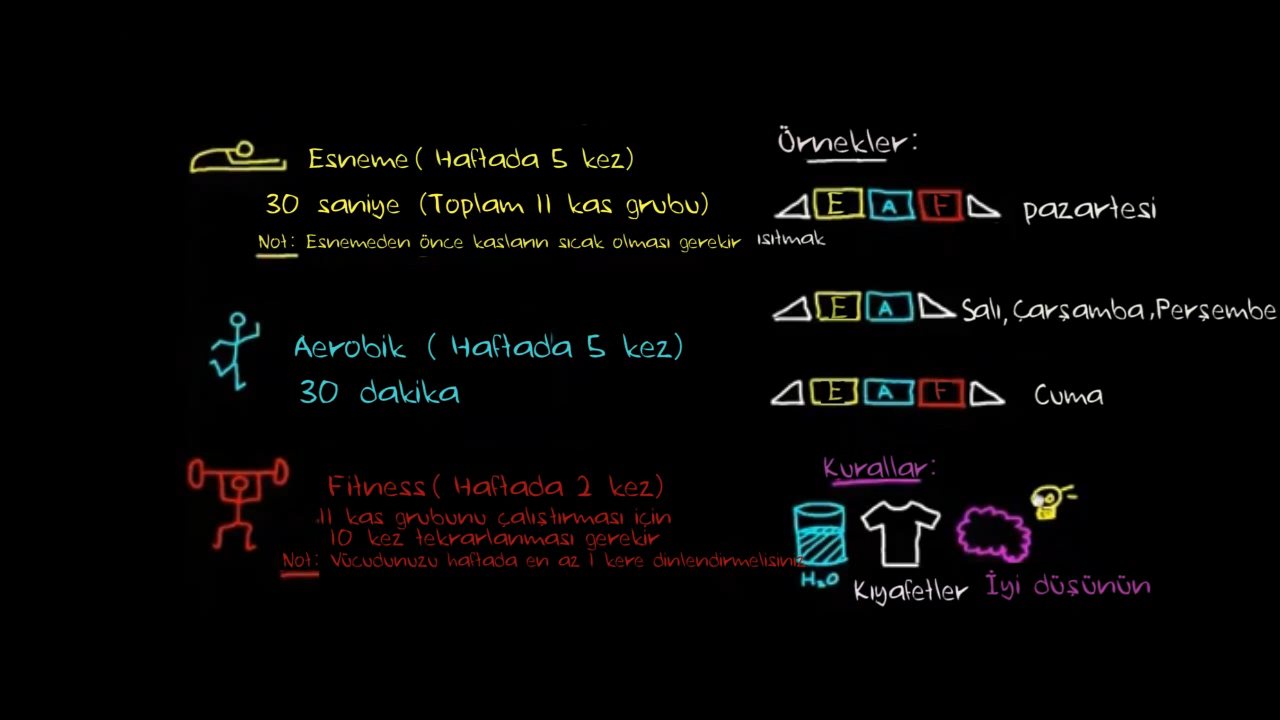 Esneme ( Haftada 5 kez)
30 saniye (Toplam 11 kas grubu)
Not: Esnemeden önce kasların sıcak olması gerekir
Aerobik ( Haftada 5 kez)
30 dakika
Fitness ( Haftada 2 kez)
.11 kas grubunu çalıştırması için
10 kez tekrarlanması gerekir
Not: Vücudunuzu haftada en az 1 kere dinlendirmelisiniz
Örnekler:
E A F pazartesi
ısıtmak
E A Salı, Çarşamba, Perşembe
E A F Cuma
Kurallar:
H₂O
Kıyafetler
İyi düşünün